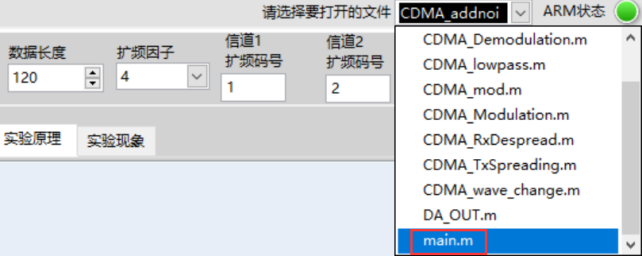 请选择要打开的文件 CDMA_addnoi ARM状态
数据长度 扩频因子 信道1 扩频码号 信道2 扩频码号
120 4 1 2
实验原理 实验现象
CDMA_Demodulation.m
CDMA_lowpass.m
CDMA_mod.m
CDMA_Modulation.m
CDMA_RxDespread.m
CDMA_TxSpreading.m
CDMA_wave_change.m
DA_OUT.m
main.m